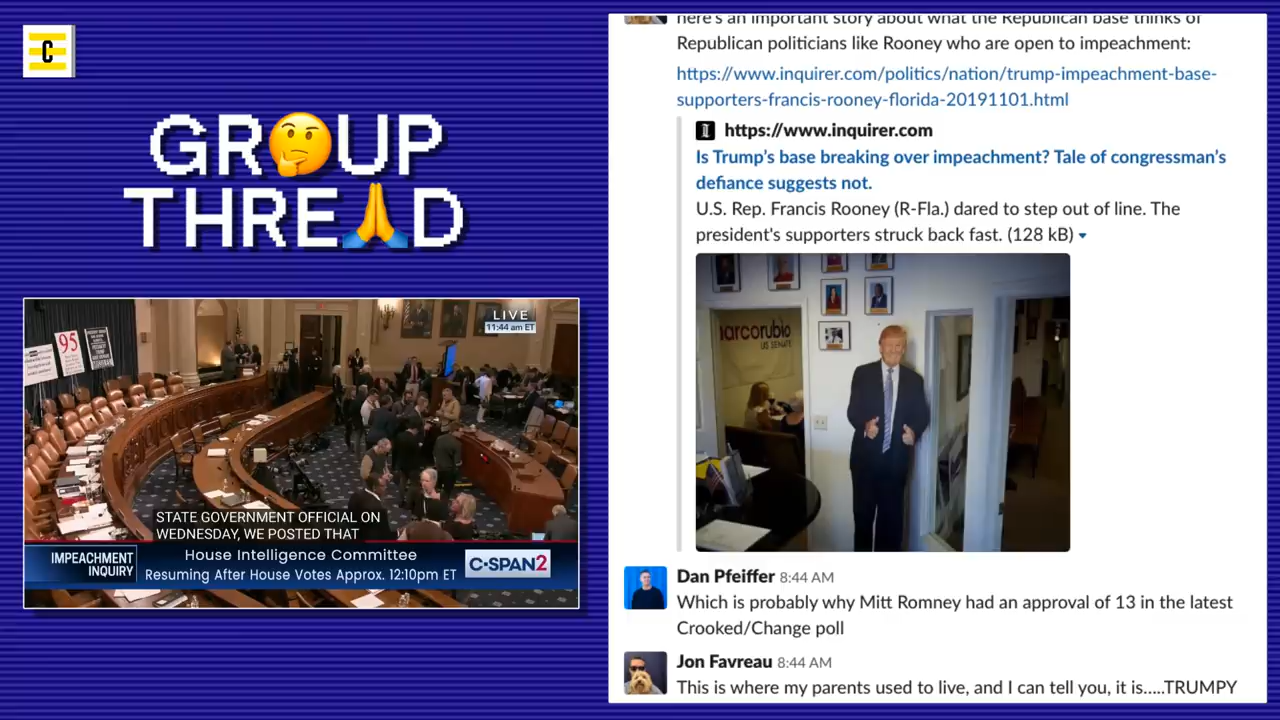 C
GR UP
THRE D
LIVE
11:44 am ET
95
STATE GOVERNMENT OFFICIAL ON
WEDNESDAY, WE POSTED THAT
IMPEACHMENT
INQUIRY
House Intelligence Committee
Resuming After House Votes Approx. 12:10pm ET
C-SPAN2
here's an important story about what the Republican base thinks of
Republican politicians like Rooney who are open to impeachment:
https://www.inquirer.com/politics/nation/trump-impeachment-base-
supporters-francis-rooney-florida-20191101.html
https://www.inquirer.com
Is Trump's base breaking over impeachment? Tale of congressman's
defiance suggests not.
U.S. Rep. Francis Rooney (R-Fla.) dared to step out of line. The
president's supporters struck back fast. (128 kB)
arcorubio
US SENATE
Dan Pfeiffer 8:44 AM
Which is probably why Mitt Romney had an approval of 13 in the latest
Crooked/Change poll
Jon Favreau 8:44 AM
This is where my parents used to live, and I can tell you, it is.....TRUMPY